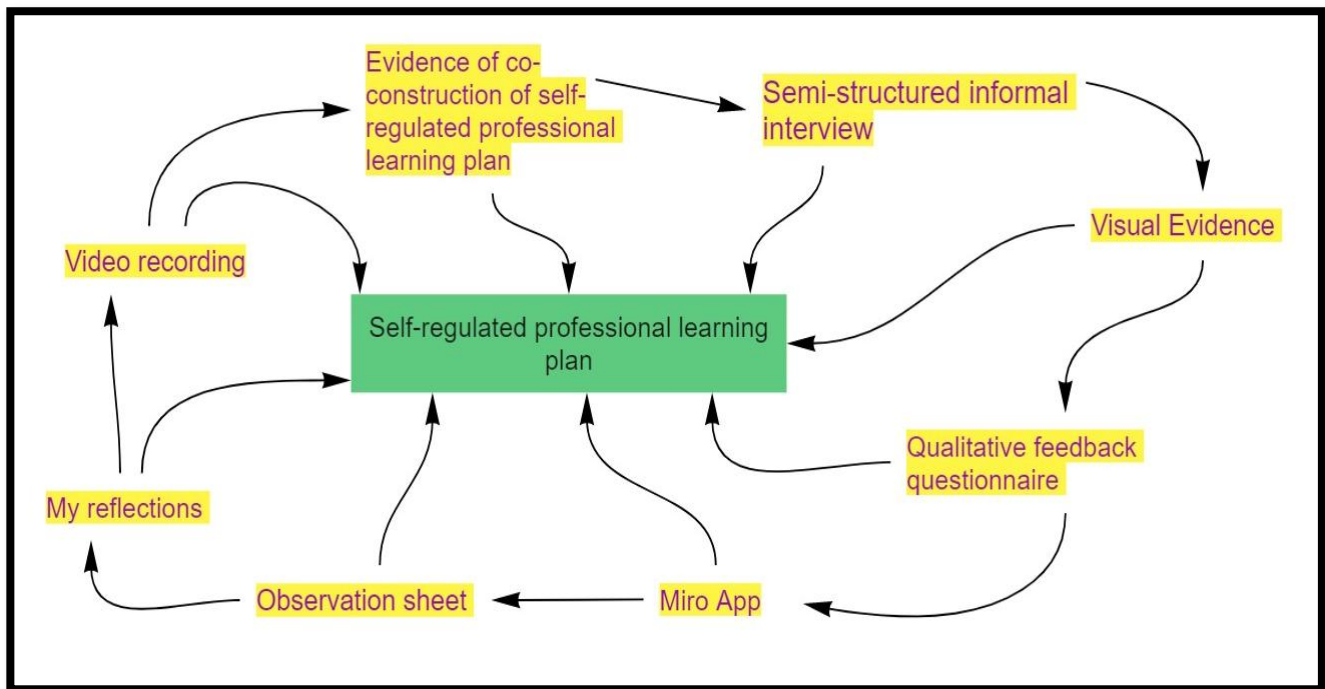 Evidence of co-
construction of self-
regulated professional
learning plan
Semi-structured informal
interview
Visual Evidence
Video recording
Self-regulated professional learning
plan
Qualitative feedback
questionnaire
My reflections
Observation sheet
Miro App